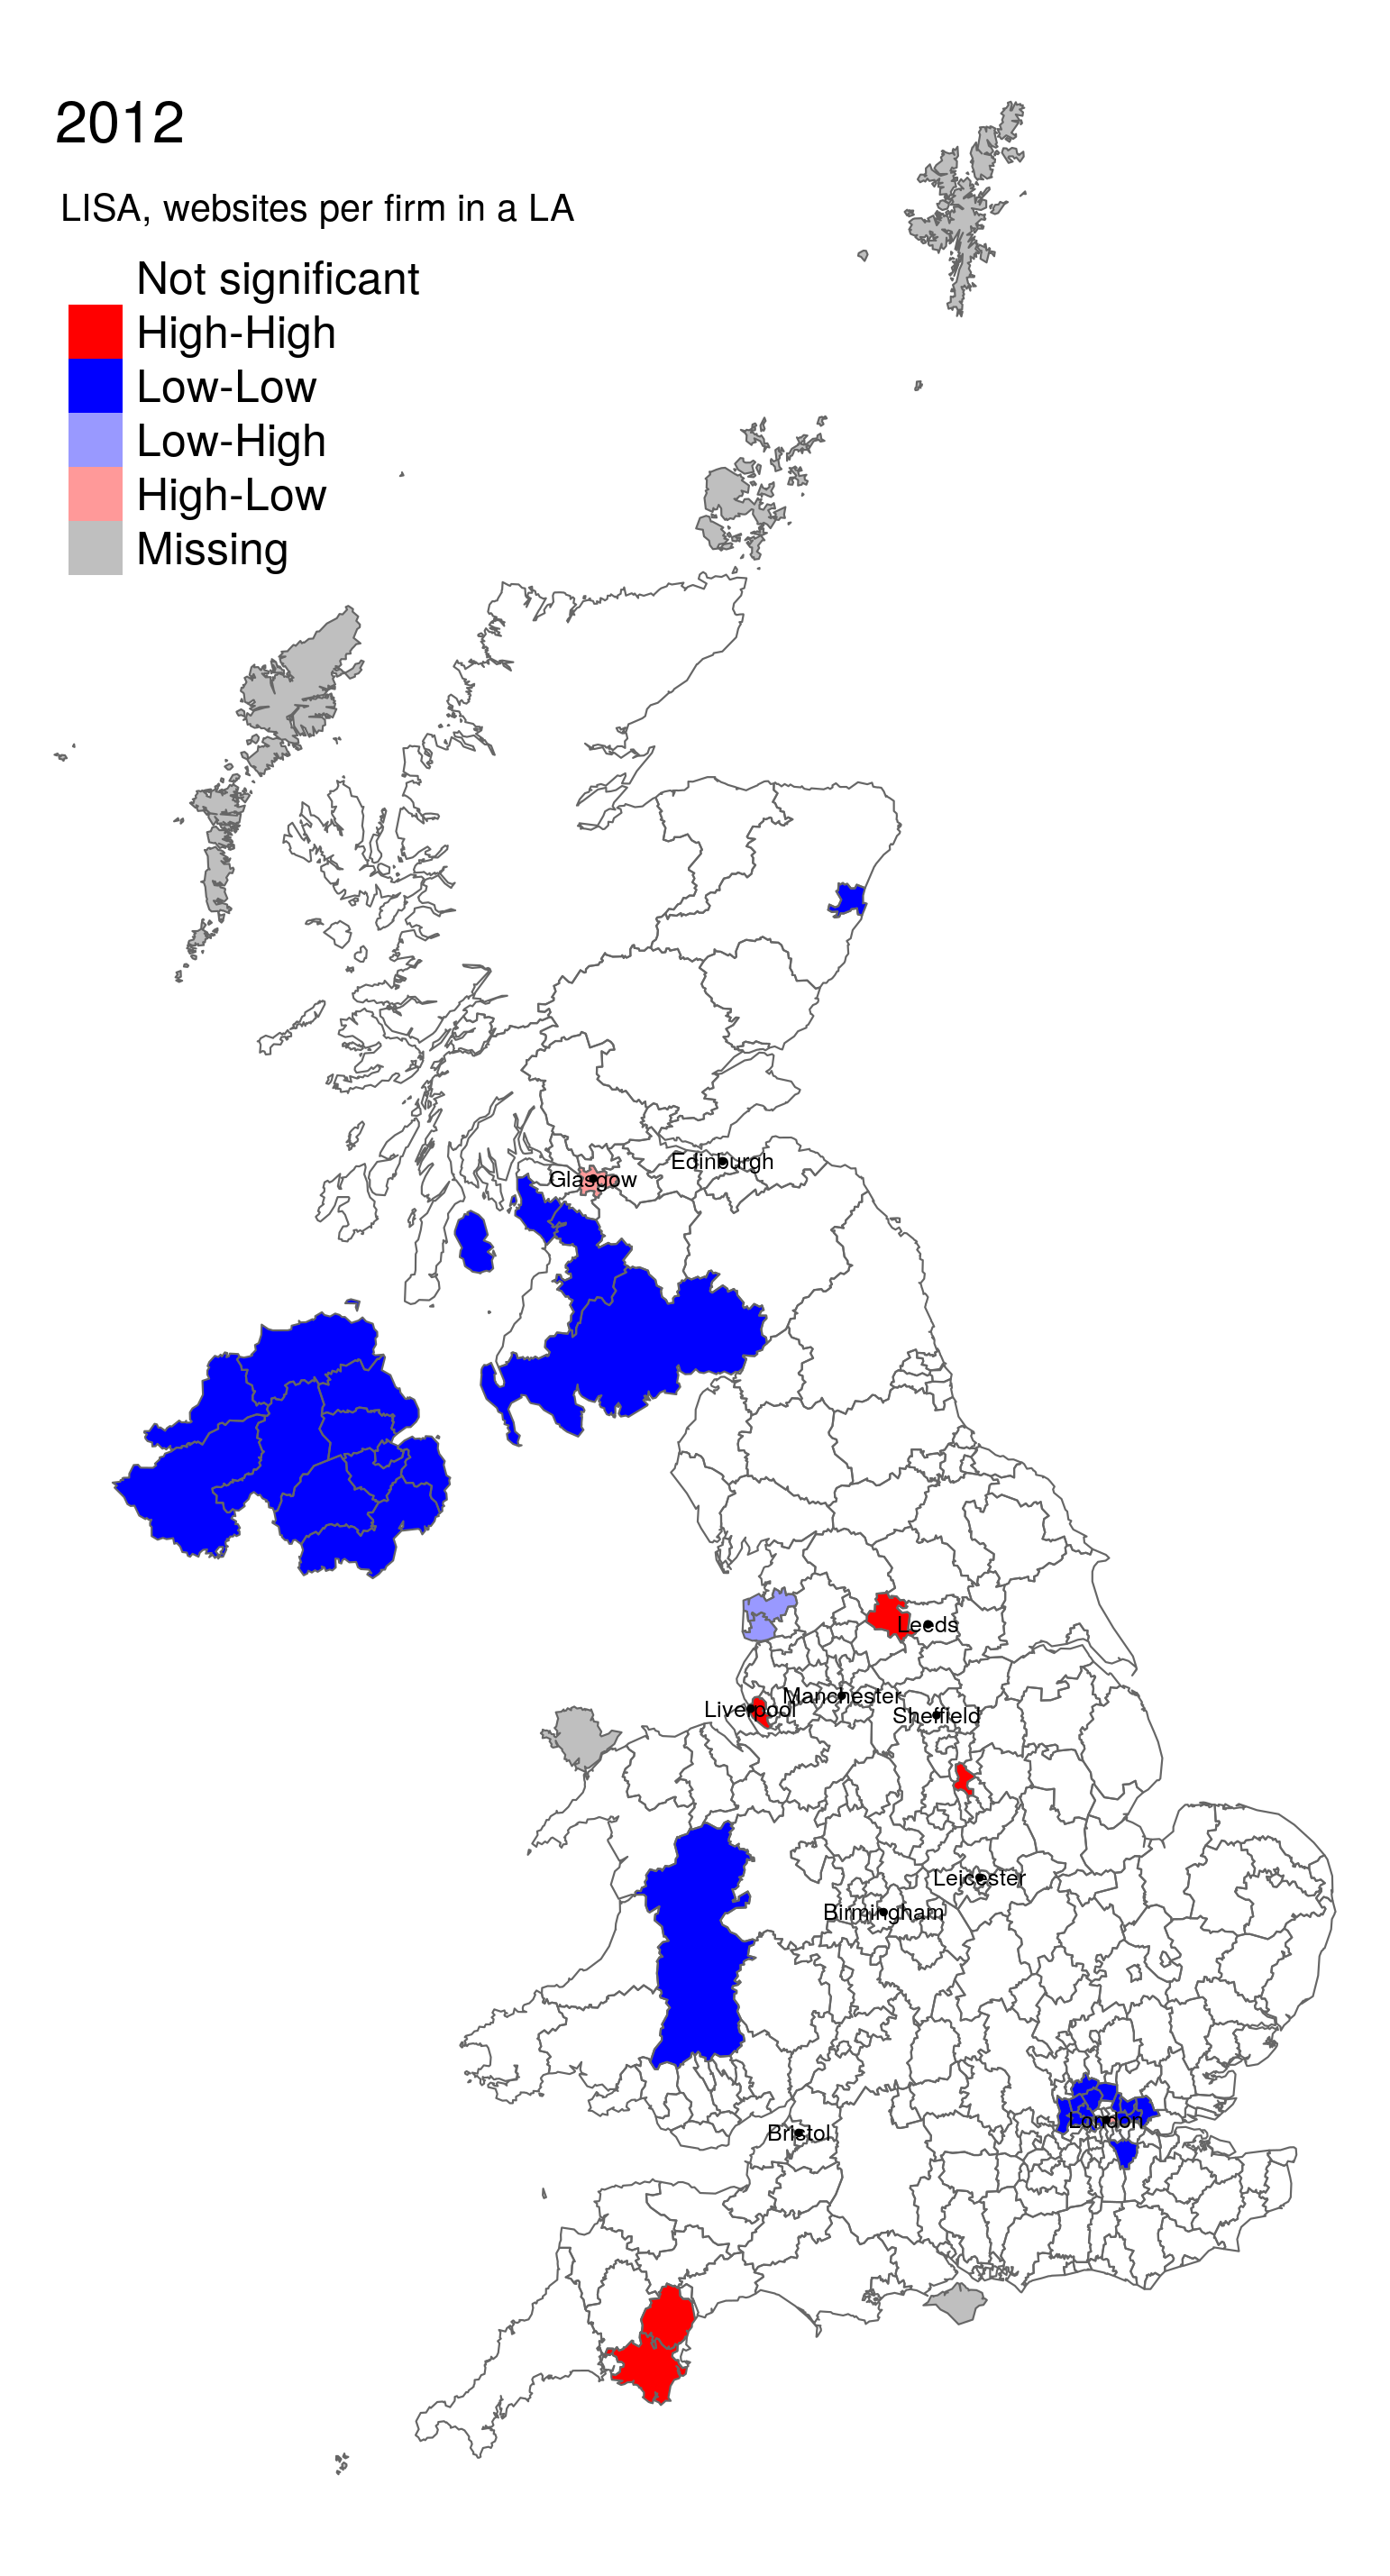 2012
LISA, websites per firm in a LA
Not significant
High-High
Low-Low
Low-High
High-Low
Missing
Edinburgh
Glasgow
Leeds
Manchester
Liverpool
Sheffield
Leicester
Birmingham
London
Bristol